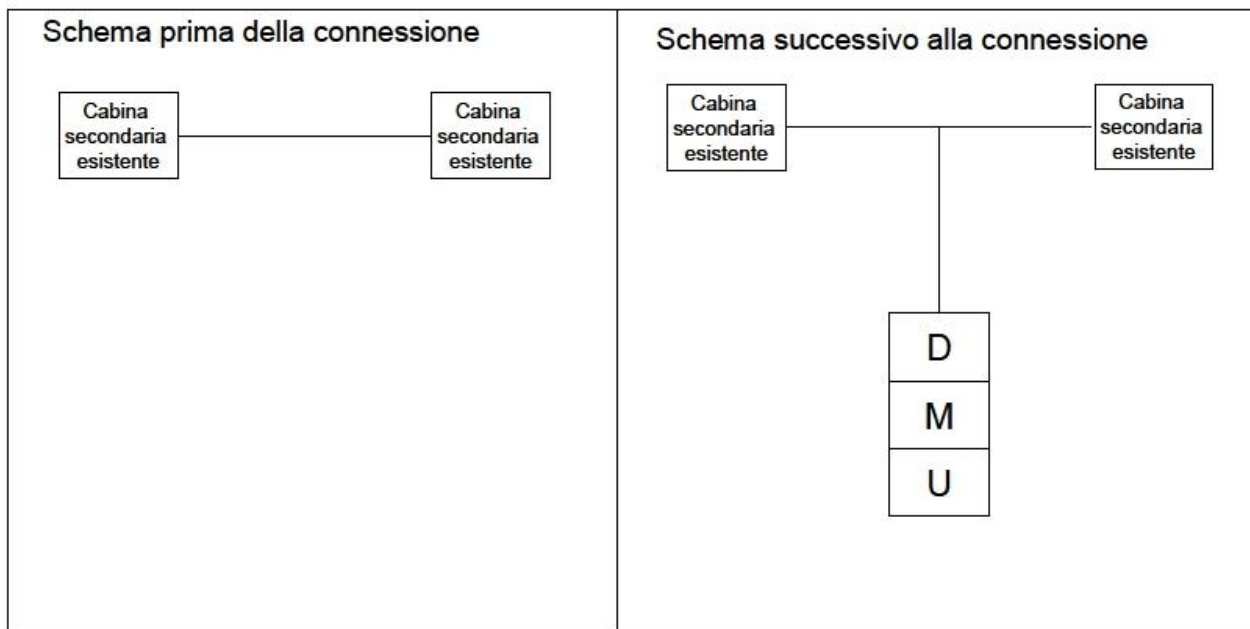 Schema prima della connessione
Cabina
secondaria
esistente
Cabina
secondaria
esistente
Schema successivo alla connessione
Cabina
secondaria
esistente
Cabina
secondaria
esistente
D
M
U